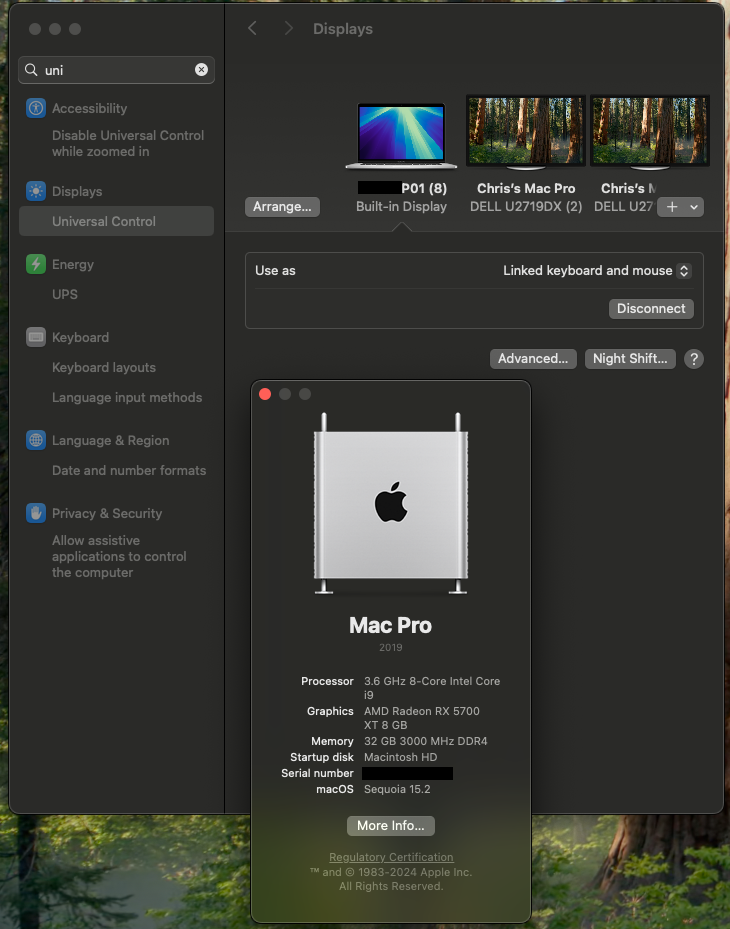 Displays
uni
Accessibility
Disable Universal Control
while zoomed in
Displays
Universal Control
Energy
UPS
Keyboard
Keyboard layouts
Language input methods
Language & Region
Date and number formats
Privacy & Security
Allow assistive
applications to control
the computer
P01 (8)
Built-in Display
Chris's Mac Pro
DELL U2719DX (2)
Chris's M
DELL U27
Arrange...
+
Use as
Linked keyboard and mouse
Disconnect
Advanced...
Night Shift...
?
Mac Pro
2019
Processor 3.6 GHz 8-Core Intel Core
i9
Graphics AMD Radeon RX 5700
XT 8 GB
Memory 32 GB 3000 MHz DDR4
Startup disk Macintosh HD
Serial number
macOS Sequoia 15.2
More Info...
Regulatory Certification
™ and © 1983-2024 Apple Inc.
All Rights Reserved.